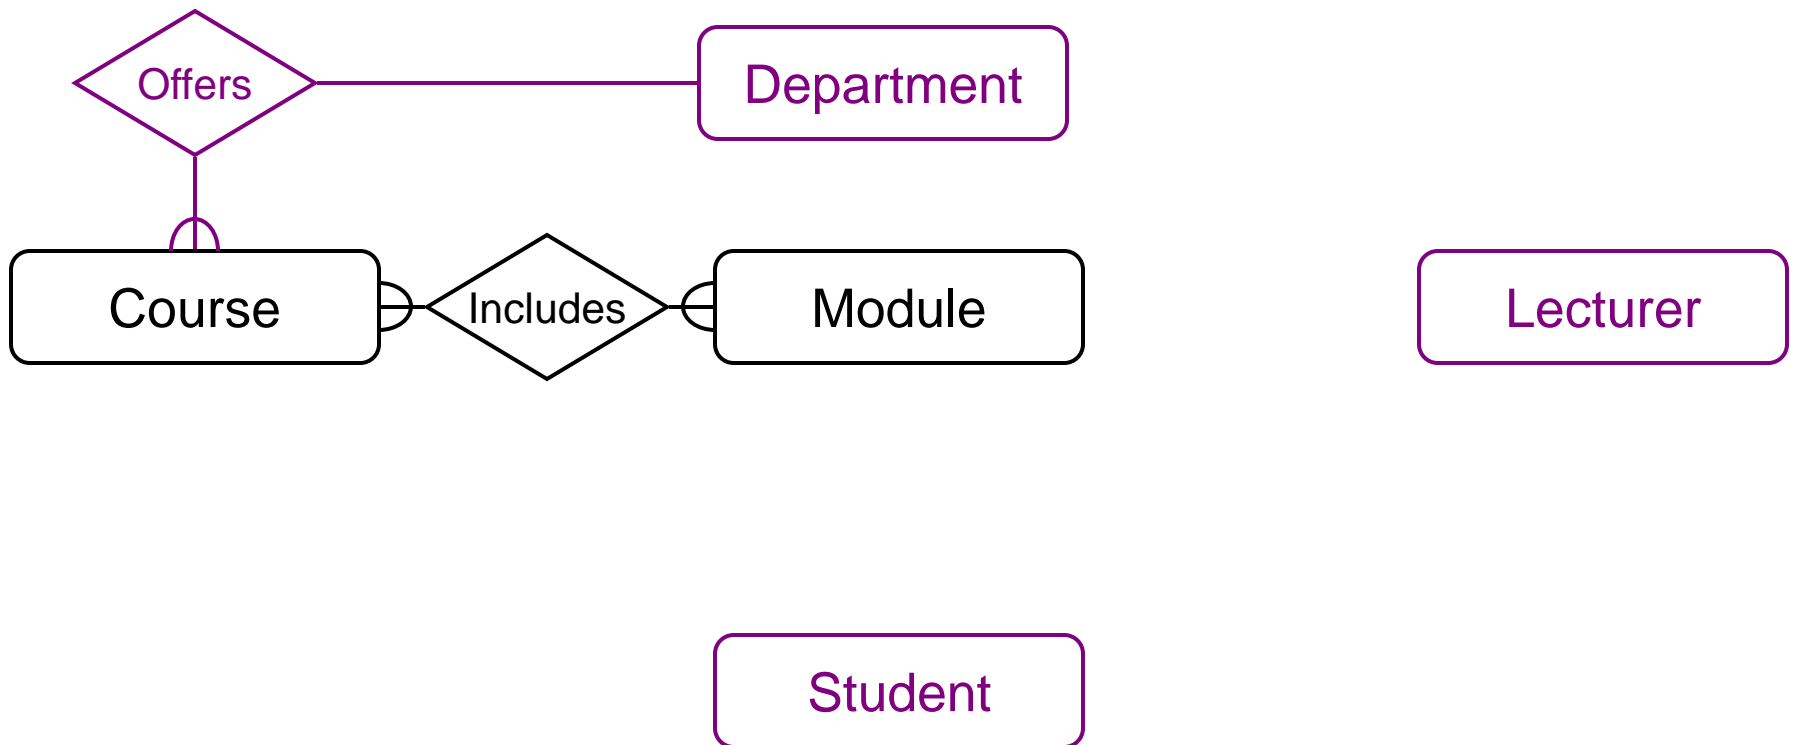 Offers
Department
Course
Includes
Module
Lecturer
Student